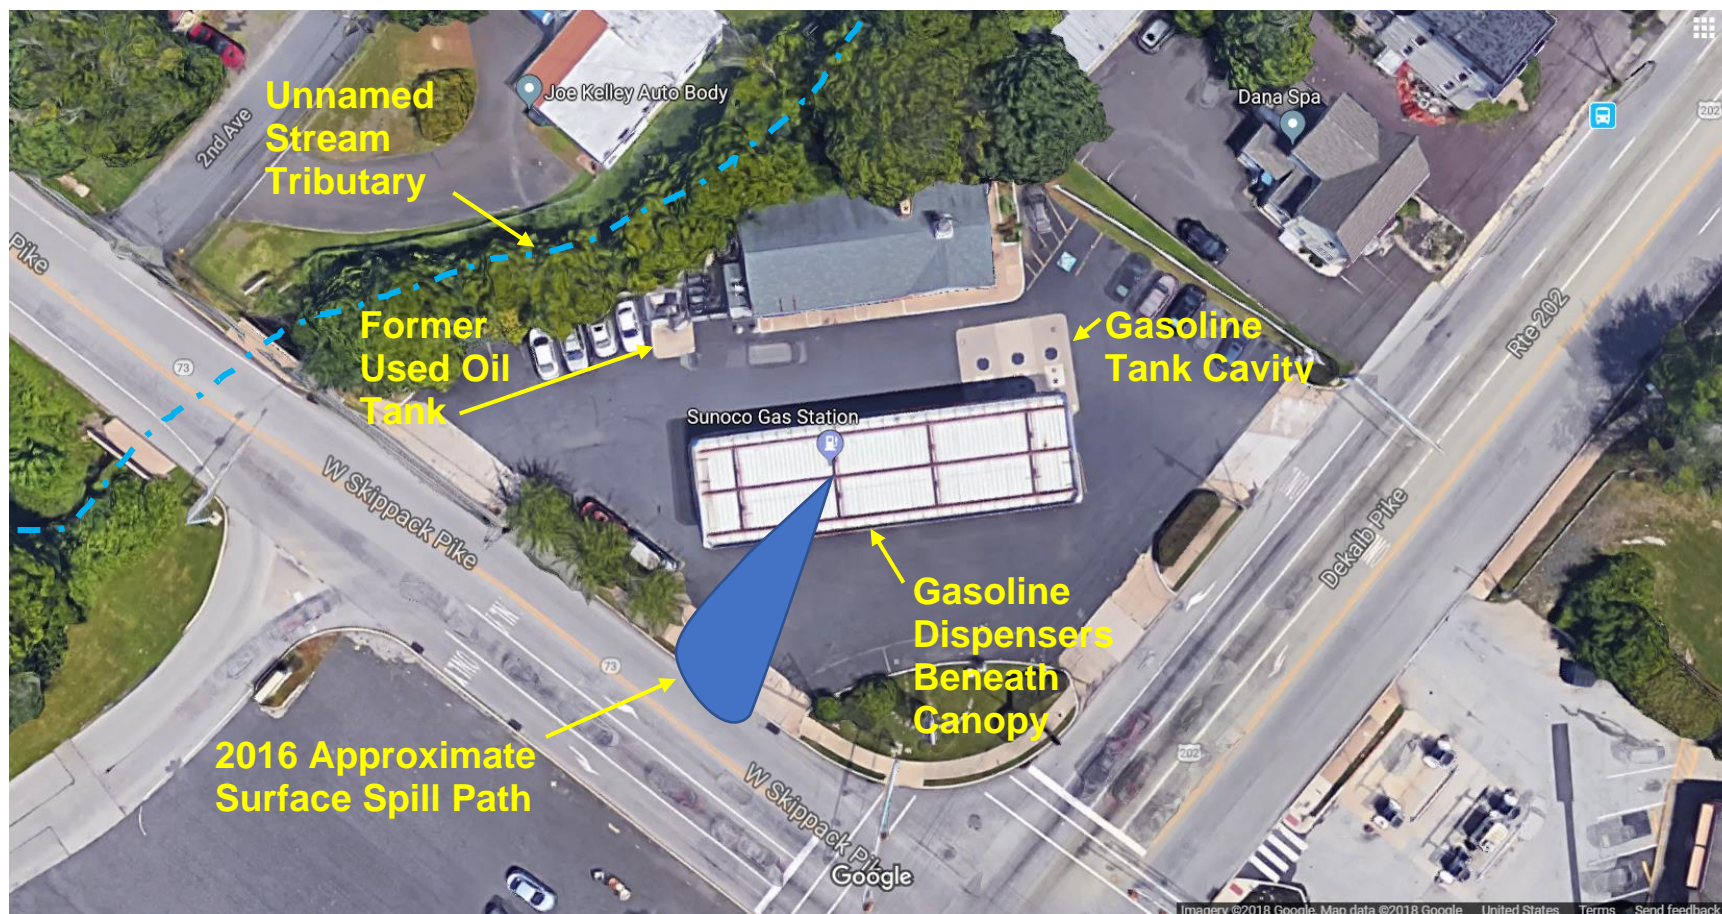 Unnamed
Stream
Tributary
Joe Kelley Auto Body
Dana Spa
202
2nd Ave
Pike
Former
Used Oil
Tank
Gasoline
Tank Cavity
Rte 202
73
Sunoco Gas Station
W Skippack Pike
Dekalb Pike
Gasoline
Dispensers
Beneath
Canopy
73
2016 Approximate
Surface Spill Path
202
W Skippack Pike
ONLY
Google
Imagery ©2018 Google, Map data ©2018 Google United States Terms Send feedback